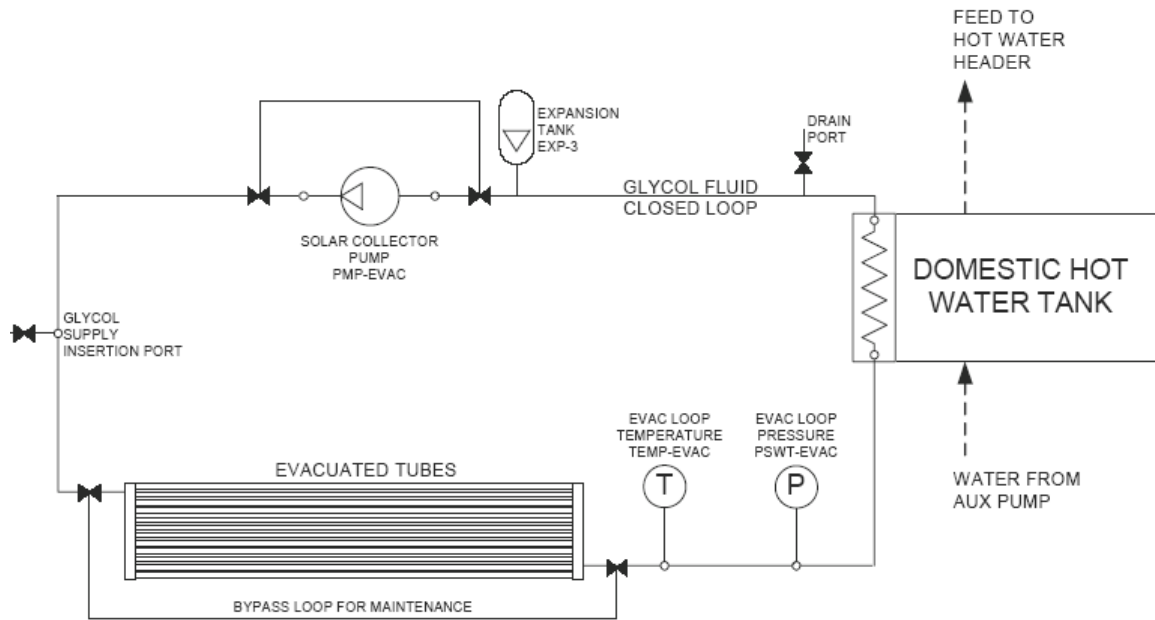 FEED TO
HOT WATER
HEADER
EXPANSION
TANK
EXP-3
DRAIN
PORT
GLYCOL FLUID
CLOSED LOOP
SOLAR COLLECTOR
PUMP
PMP-EVAC
DOMESTIC HOT
WATER TANK
GLYCOL
SUPPLY
INSERTION PORT
EVAC LOOP
TEMPERATURE
TEMP-EVAC
EVAC LOOP
PRESSURE
PSWT-EVAC
EVACUATED TUBES
T
P
WATER FROM
AUX PUMP
BYPASS LOOP FOR MAINTENANCE